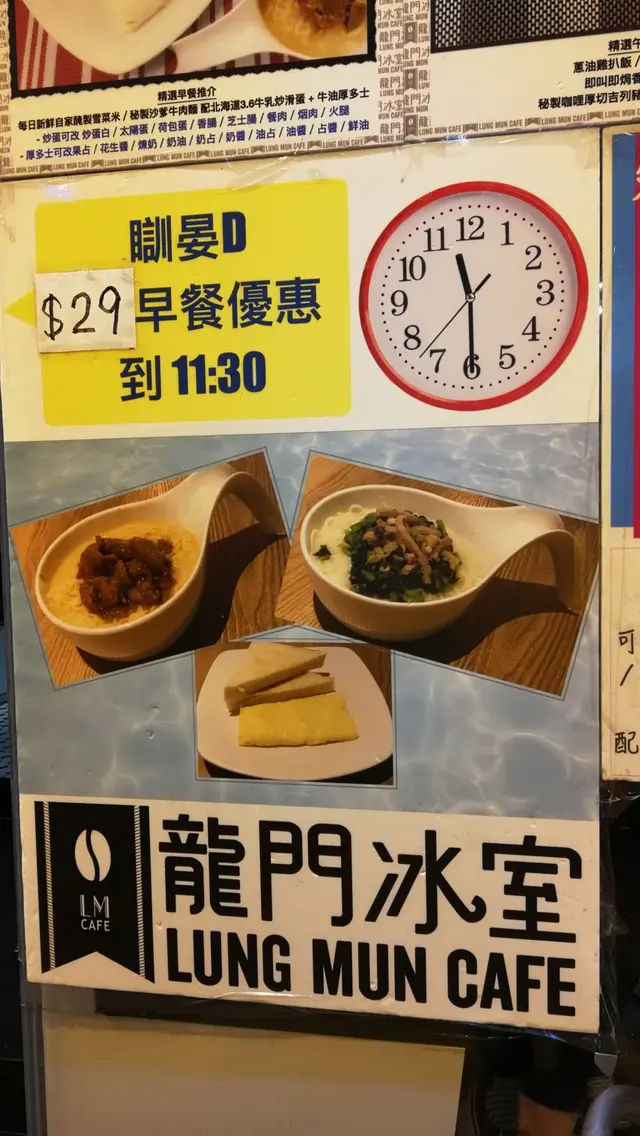 精選早餐推介
每日新鮮自家醃製雪菜米 / 秘製沙爹牛肉麵 配北海道3.6牛乳炒滑蛋 + 牛油厚多士
- 炒蛋可改 炒蛋白 / 太陽蛋 / 荷包蛋 / 香腸 / 芝士腸 / 餐肉 / 烟肉 / 火腿
- 厚多士可改果占 / 花生醬 / 煉奶 / 奶油 / 奶占 / 奶醬 / 油占 / 油醬 / 占醬 / 鮮油
精選午
蔥油雞扒飯 /
即叫即焗香
秘製咖喱厚切吉列豬
瞓晏D
$29 早餐優惠
到 11:30
12
1
2
3
4
5
6
7
8
9
10
11
可
/
配
LM
CAFE
龍門冰室
LUNG MUN CAFE